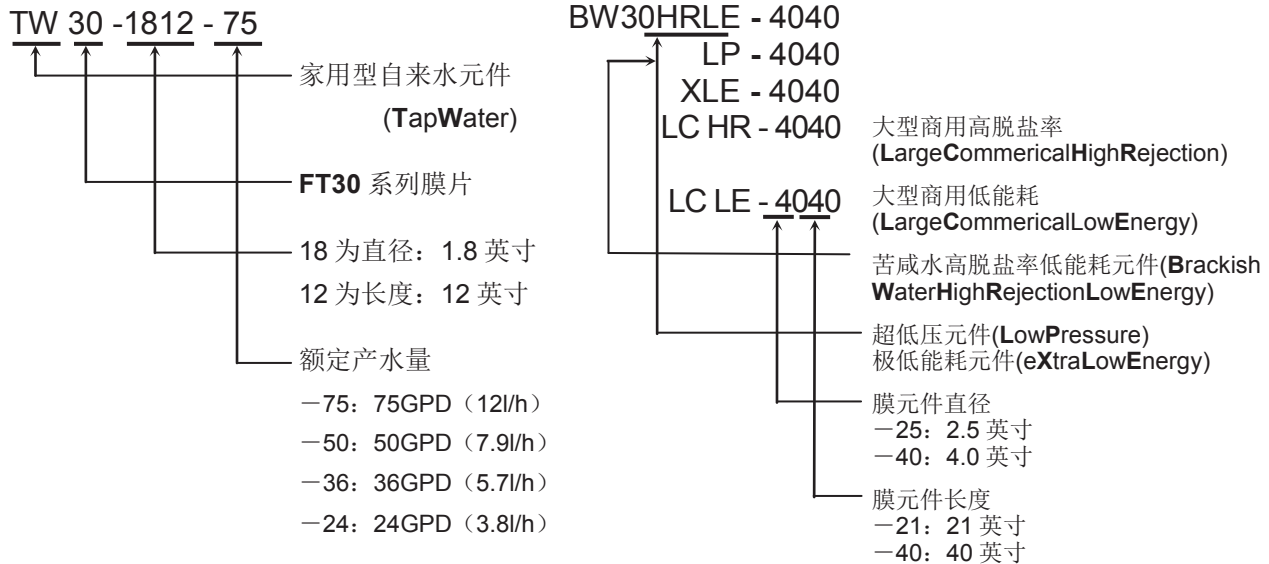 TW 30 -1812 - 75
家用型自来水元件
(TapWater)
FT30 系列膜片
18 为直径：1.8 英寸
12 为长度：12 英寸
额定产水量
－75：75GPD（12l/h）
－50：50GPD（7.9l/h）
－36：36GPD（5.7l/h）
－24：24GPD（3.8l/h）
BW30HRLE - 4040
LP - 4040
XLE - 4040
LC HR - 4040
大型商用高脱盐率
(LargeCommericalHighRejection)
LC LE - 4040
大型商用低能耗
(LargeCommericalLowEnergy)
苦咸水高脱盐率低能耗元件(Brackish
WaterHighRejectionLowEnergy)
超低压元件(LowPressure)
极低能耗元件(eXtraLowEnergy)
膜元件直径
－25：2.5 英寸
－40：4.0 英寸
膜元件长度
－21：21 英寸
－40：40 英寸